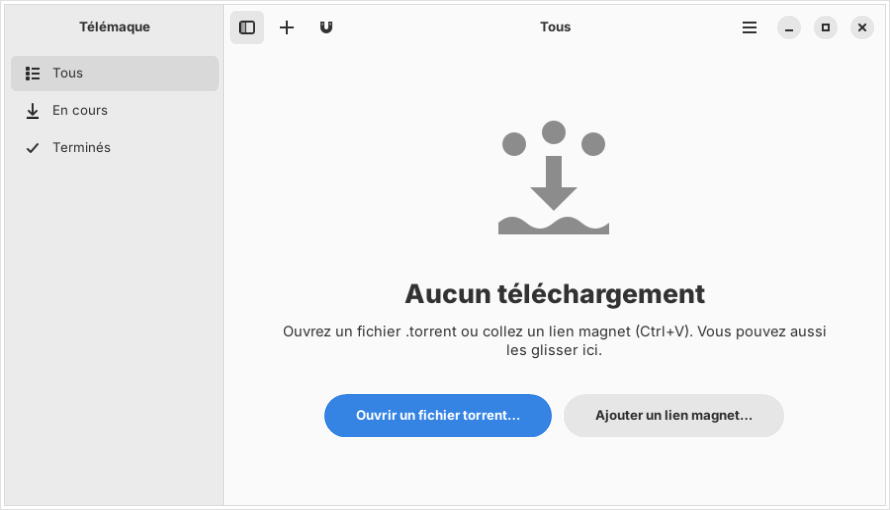 Télémaque
Tous
En cours
Terminés
Tous
Aucun téléchargement
Ouvrez un fichier .torrent ou collez un lien magnet (Ctrl+V). Vous pouvez aussi
les glisser ici.
Ouvrir un fichier torrent…
Ajouter un lien magnet…